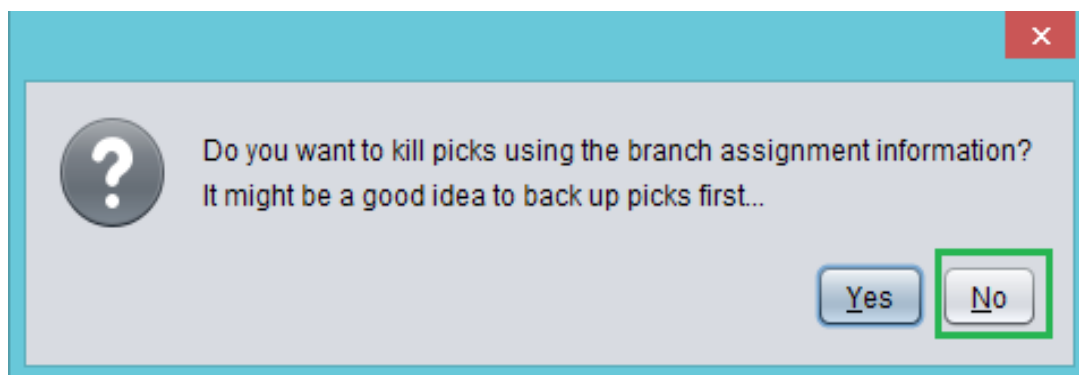 Do you want to kill picks using the branch assignment information?
It might be a good idea to back up picks first...
Yes No